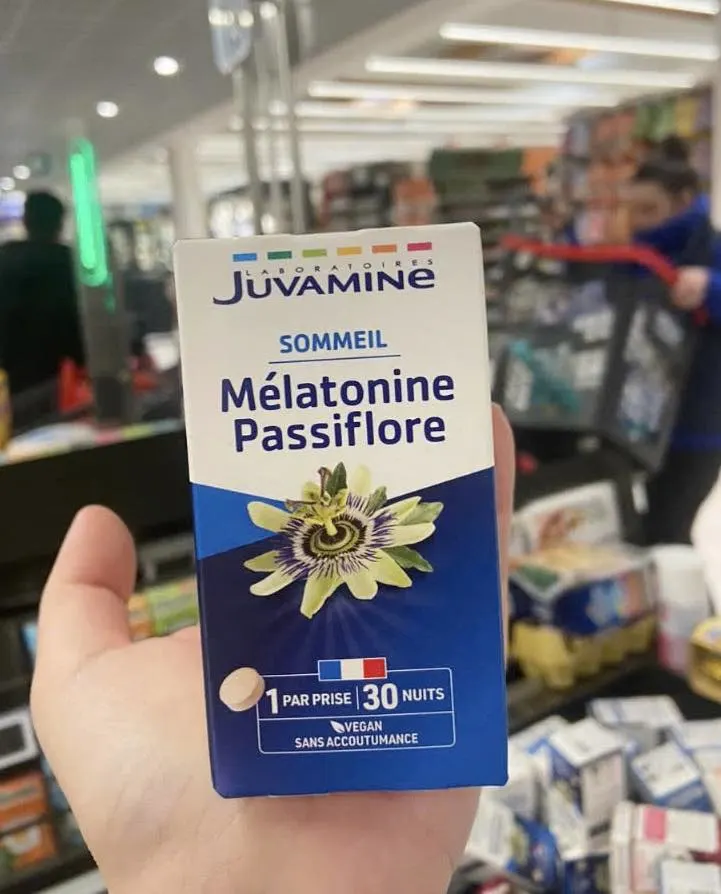 LABORATOIRES
JUVAMINE
SOMMEIL
Mélatonine
Passiflore
1 PAR PRISE 30 NUITS
VEGAN
SANS ACCOUTUMANCE